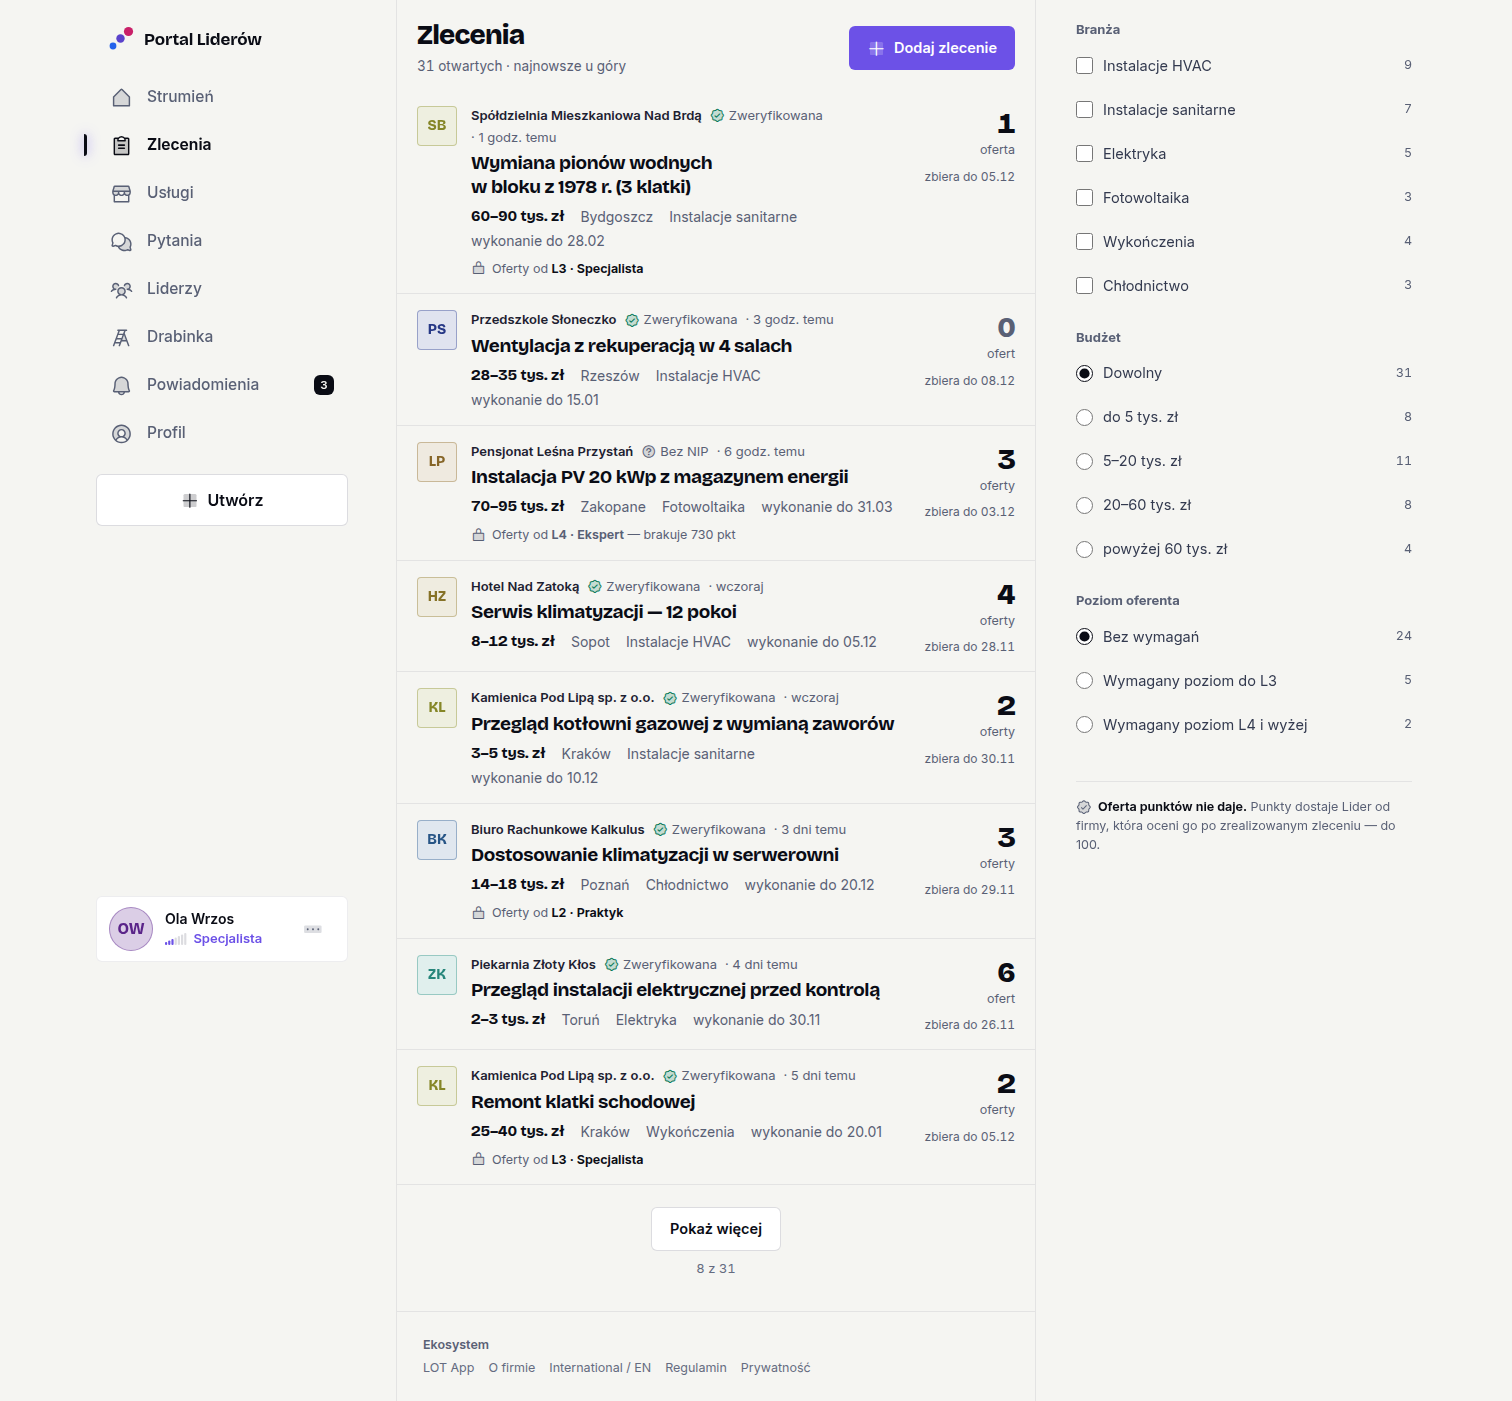 Portal Liderów
Strumień
Zlecenia
Usługi
Pytania
Liderzy
Drabinka
Powiadomienia 3
Profil
Utwórz
OW
Ola Wrzos
Specjalista
Zlecenia
31 otwartych · najnowsze u góry
Dodaj zlecenie
SB
Spółdzielnia Mieszkaniowa Nad Brdą Zweryfikowana
· 1 godz. temu
Wymiana pionów wodnych
w bloku z 1978 r. (3 klatki)
60–90 tys. zł Bydgoszcz Instalacje sanitarne
wykonanie do 28.02
Oferty od L3 · Specjalista
1
oferta
zbiera do 05.12
PS
Przedszkole Słoneczko Zweryfikowana · 3 godz. temu
Wentylacja z rekuperacją w 4 salach
28–35 tys. zł Rzeszów Instalacje HVAC
wykonanie do 15.01
0
ofert
zbiera do 08.12
LP
Pensjonat Leśna Przystań Bez NIP · 6 godz. temu
Instalacja PV 20 kWp z magazynem energii
70–95 tys. zł Zakopane Fotowoltaika wykonanie do 31.03
Oferty od L4 · Ekspert — brakuje 730 pkt
3
oferty
zbiera do 03.12
HZ
Hotel Nad Zatoką Zweryfikowana · wczoraj
Serwis klimatyzacji — 12 pokoi
8–12 tys. zł Sopot Instalacje HVAC wykonanie do 05.12
4
oferty
zbiera do 28.11
KL
Kamienica Pod Lipą sp. z o.o. Zweryfikowana · wczoraj
Przegląd kotłowni gazowej z wymianą zaworów
3–5 tys. zł Kraków Instalacje sanitarne
wykonanie do 10.12
2
oferty
zbiera do 30.11
BK
Biuro Rachunkowe Kalkulus Zweryfikowana · 3 dni temu
Dostosowanie klimatyzacji w serwerowni
14–18 tys. zł Poznań Chłodnictwo wykonanie do 20.12
Oferty od L2 · Praktyk
3
oferty
zbiera do 29.11
ZK
Piekarnia Złoty Kłos Zweryfikowana · 4 dni temu
Przegląd instalacji elektrycznej przed kontrolą
2–3 tys. zł Toruń Elektryka wykonanie do 30.11
6
ofert
zbiera do 26.11
KL
Kamienica Pod Lipą sp. z o.o. Zweryfikowana · 5 dni temu
Remont klatki schodowej
25–40 tys. zł Kraków Wykończenia wykonanie do 20.01
Oferty od L3 · Specjalista
2
oferty
zbiera do 05.12
Pokaż więcej
8 z 31
Ekosystem
LOT App O firmie International / EN Regulamin Prywatność
Branża
Instalacje HVAC 9
Instalacje sanitarne 7
Elektryka 5
Fotowoltaika 3
Wykończenia 4
Chłodnictwo 3
Budżet
Dowolny 31
do 5 tys. zł 8
5–20 tys. zł 11
20–60 tys. zł 8
powyżej 60 tys. zł 4
Poziom oferenta
Bez wymagań 24
Wymagany poziom do L3 5
Wymagany poziom L4 i wyżej 2
Oferta punktów nie daje. Punkty dostaje Lider od
firmy, która oceni go po zrealizowanym zleceniu — do
100.